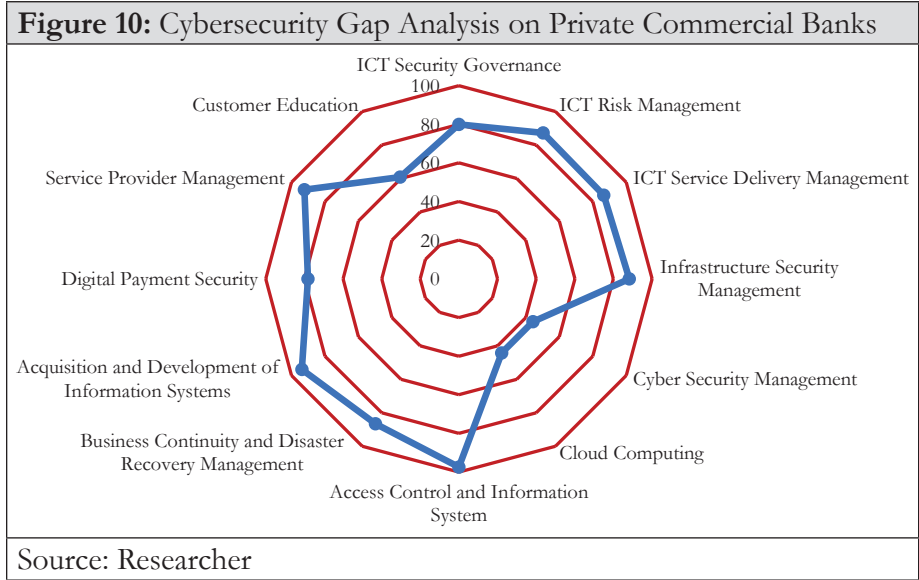 Figure 10: Cybersecurity Gap Analysis on Private Commercial Banks
ICT Security Governance
100
Customer Education
ICT Risk Management
80
60
Service Provider Management
ICT Service Delivery Management
40
20
Digital Payment Security
0
Infrastructure Security
Management
Acquisition and Development of
Information Systems
Cyber Security Management
Business Continuity and Disaster
Recovery Management
Cloud Computing
Access Control and Information
System
Source: Researcher